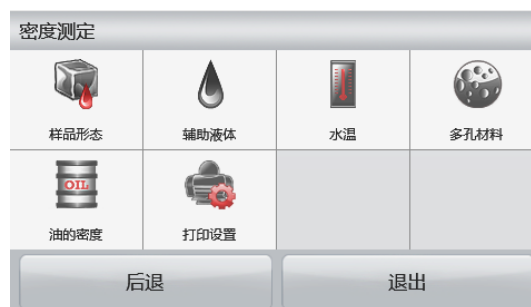 密度测定
样品形态
辅助液体
水温
多孔材料
OIL
油的密度
打印设置
后退
退出